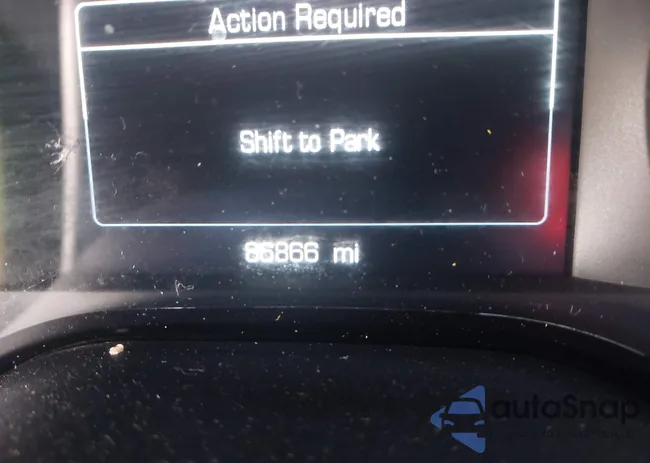 Action Required
Shift to Park
86866 mi
autoSnap